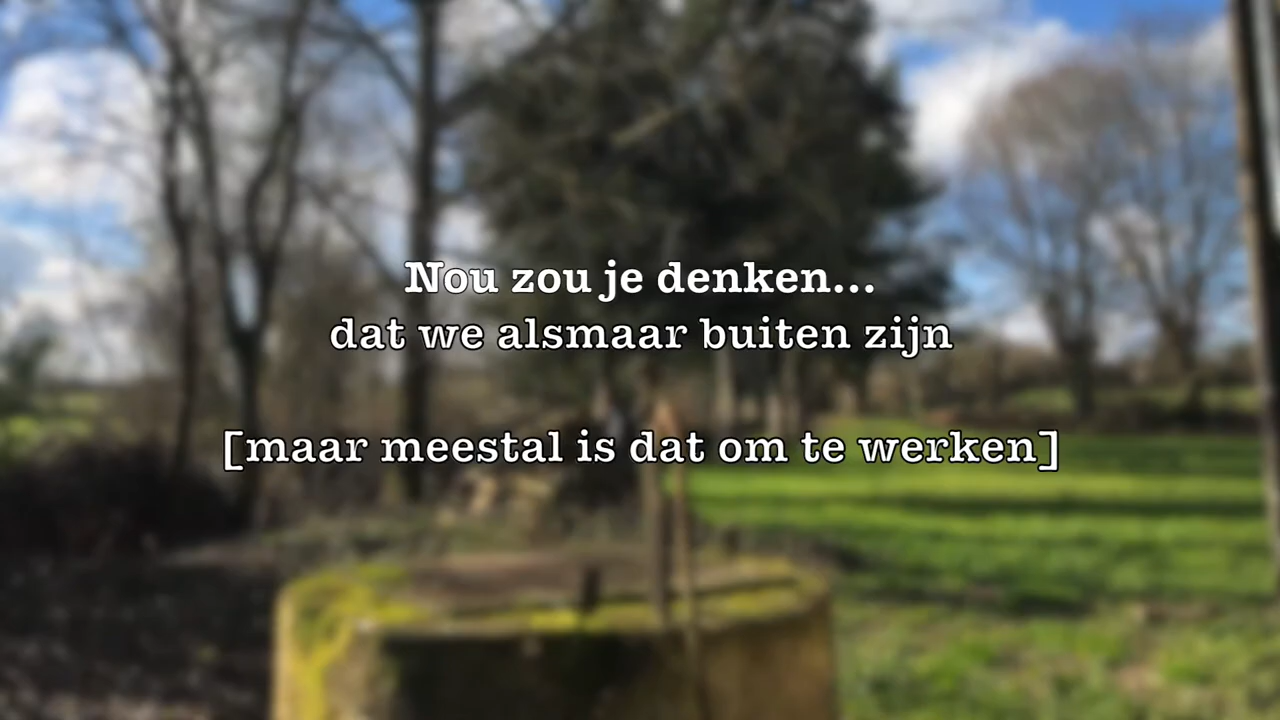 Nou zou je denken...
dat we alsmaar buiten zijn
[maar meestal is dat om te werken]